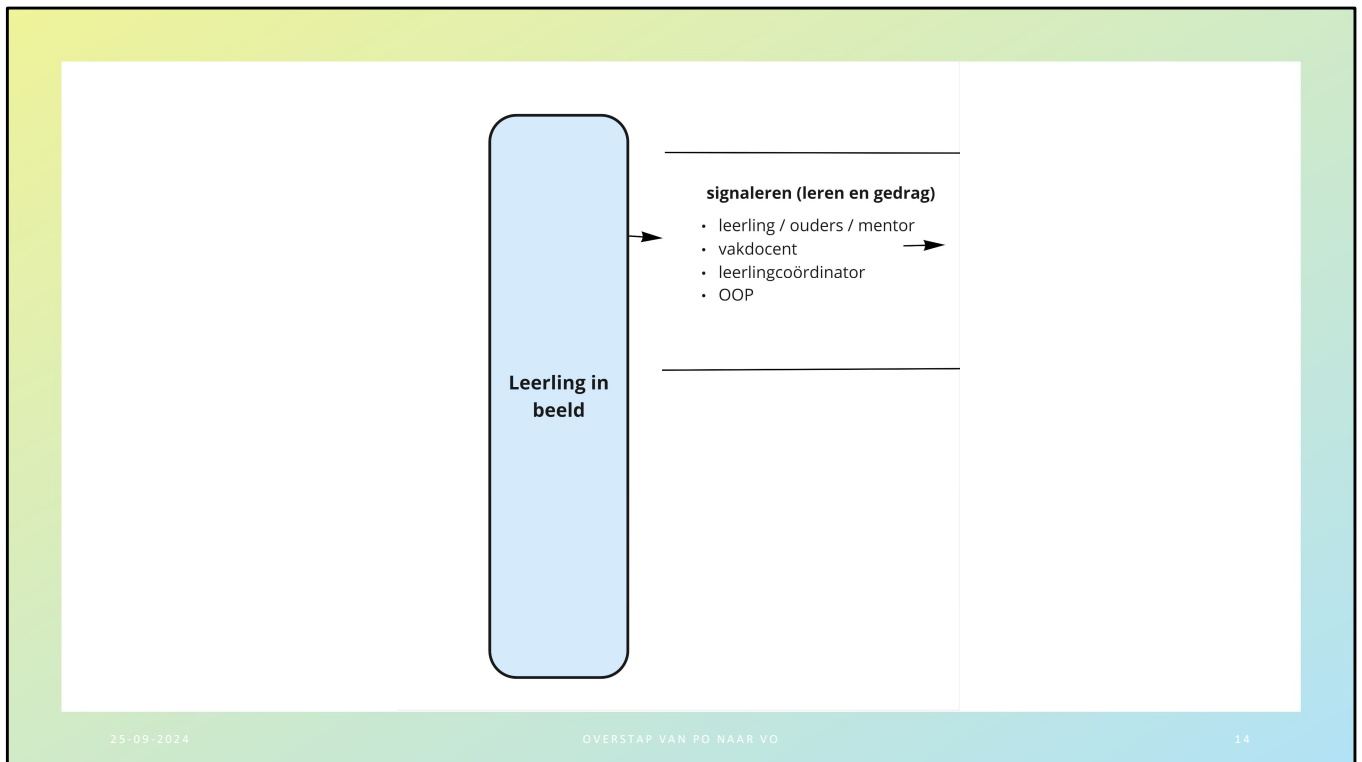 signaleren (leren en gedrag)
• leerling / ouders / mentor
• vakdocent
• leerlingcoördinator
• OOP
Leerling in
beeld
25-09-2024
OVERSTAP VAN PO NAAR VO
14